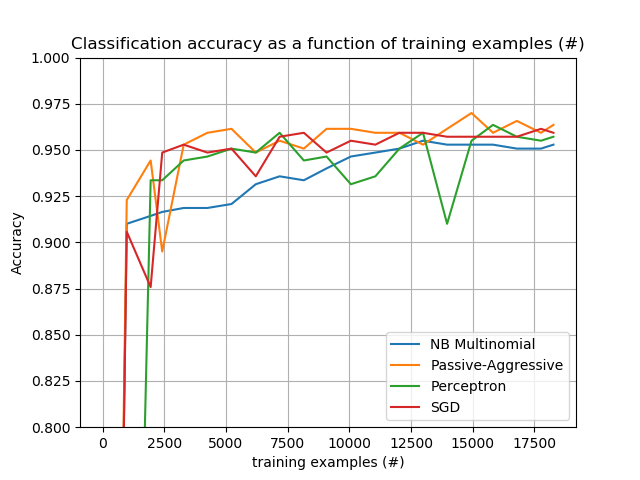 Classification accuracy as a function of training examples (#)
1.000
0.975
0.950
0.925
0.900
0.875
0.850
0.825
0.800
Accuracy
NB Multinomial
Passive-Aggressive
Perceptron
SGD
0 2500 5000 7500 10000 12500 15000 17500
training examples (#)